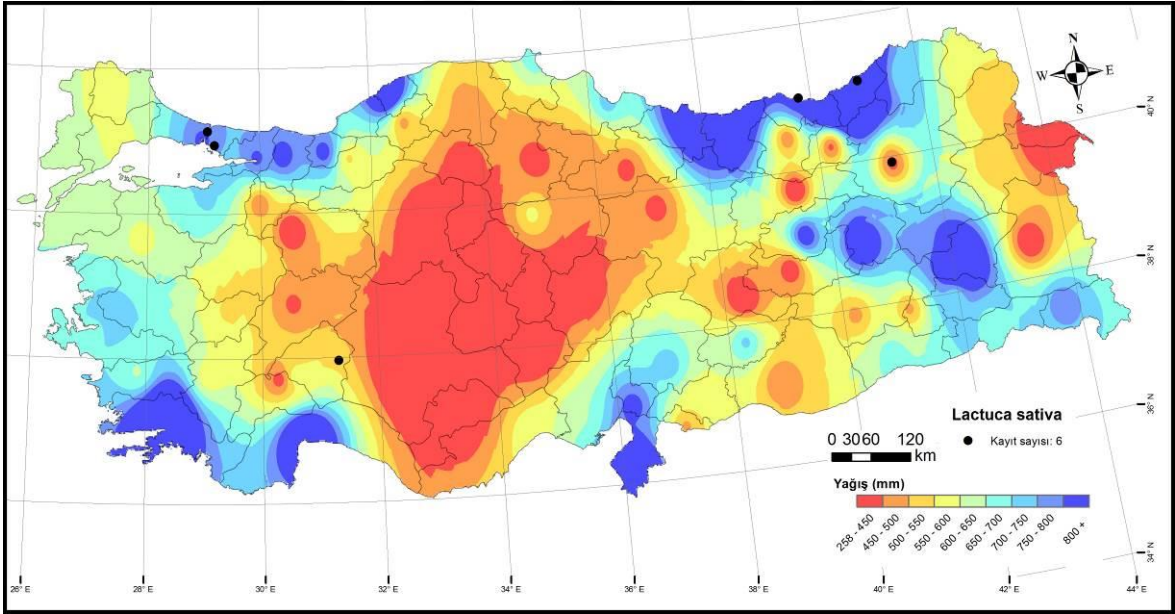 N
W E
S
40° N
38° N
36° N
34° N
Lactuca sativa
Kayıt sayısı: 6
0 30 60 120
km
Yağış (mm)
258 - 450
450 - 500
500 - 550
550 - 600
600 - 650
650 - 700
700 - 750
750 - 800
800 +
26° E 28° E 30° E 32° E 34° E 36° E 38° E 40° E 42° E 44° E